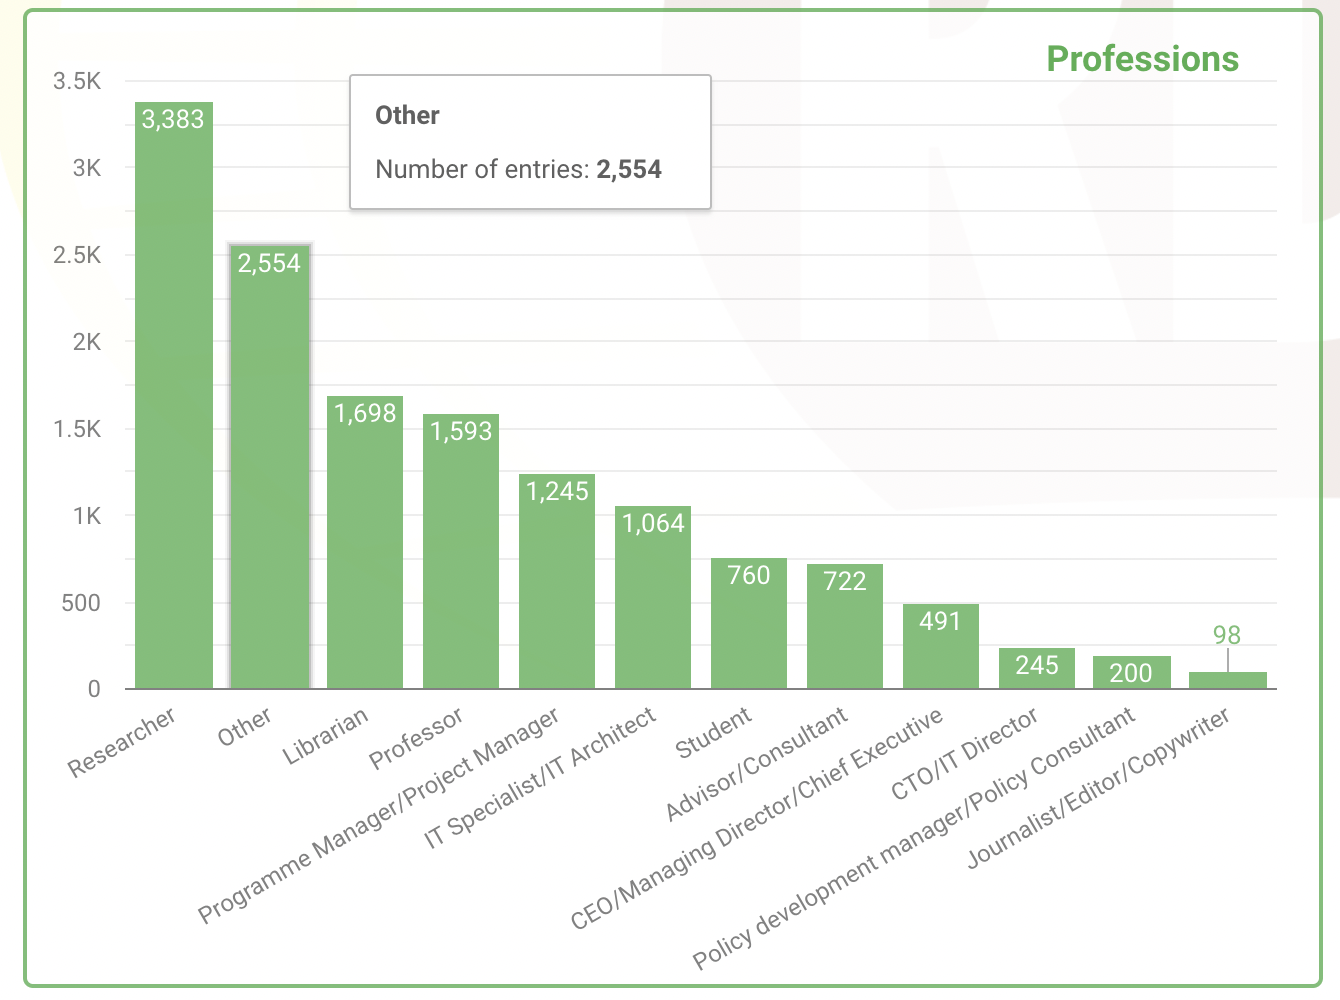 Professions
3.5K
3K
2.5K
2K
1.5K
1K
500
0
Other
Number of entries: 2,554
3,383
2,554
1,698
1,593
1,245
1,064
760
722
491
245
200
98
Researcher
Other
Librarian
Professor
Programme Manager/Project Manager
IT Specialist/IT Architect
Student
Advisor/Consultant
CEO/Managing Director/Chief Executive
CTO/IT Director
Policy development manager/Policy Consultant
Journalist/Editor/Copywriter